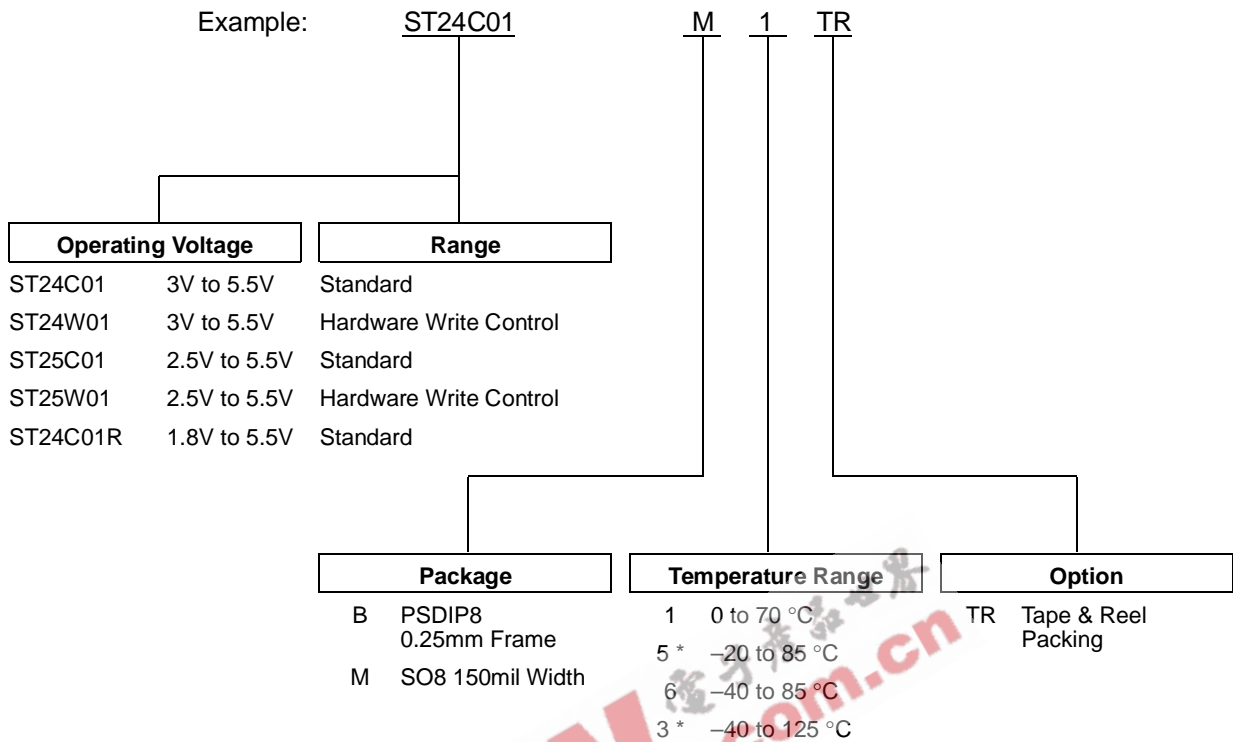 Example: ST24C01 M 1 TR
Operating Voltage Range
ST24C01 3V to 5.5V Standard
ST24W01 3V to 5.5V Hardware Write Control
ST25C01 2.5V to 5.5V Standard
ST25W01 2.5V to 5.5V Hardware Write Control
ST24C01R 1.8V to 5.5V Standard
Package Temperature Range Option
B PSDIP8 1 0 to 70 °C TR Tape & Reel
0.25mm Frame Packing
5 * –20 to 85 °C
M SO8 150mil Width 6 –40 to 85 °C
3 * –40 to 125 °C
.com.cn